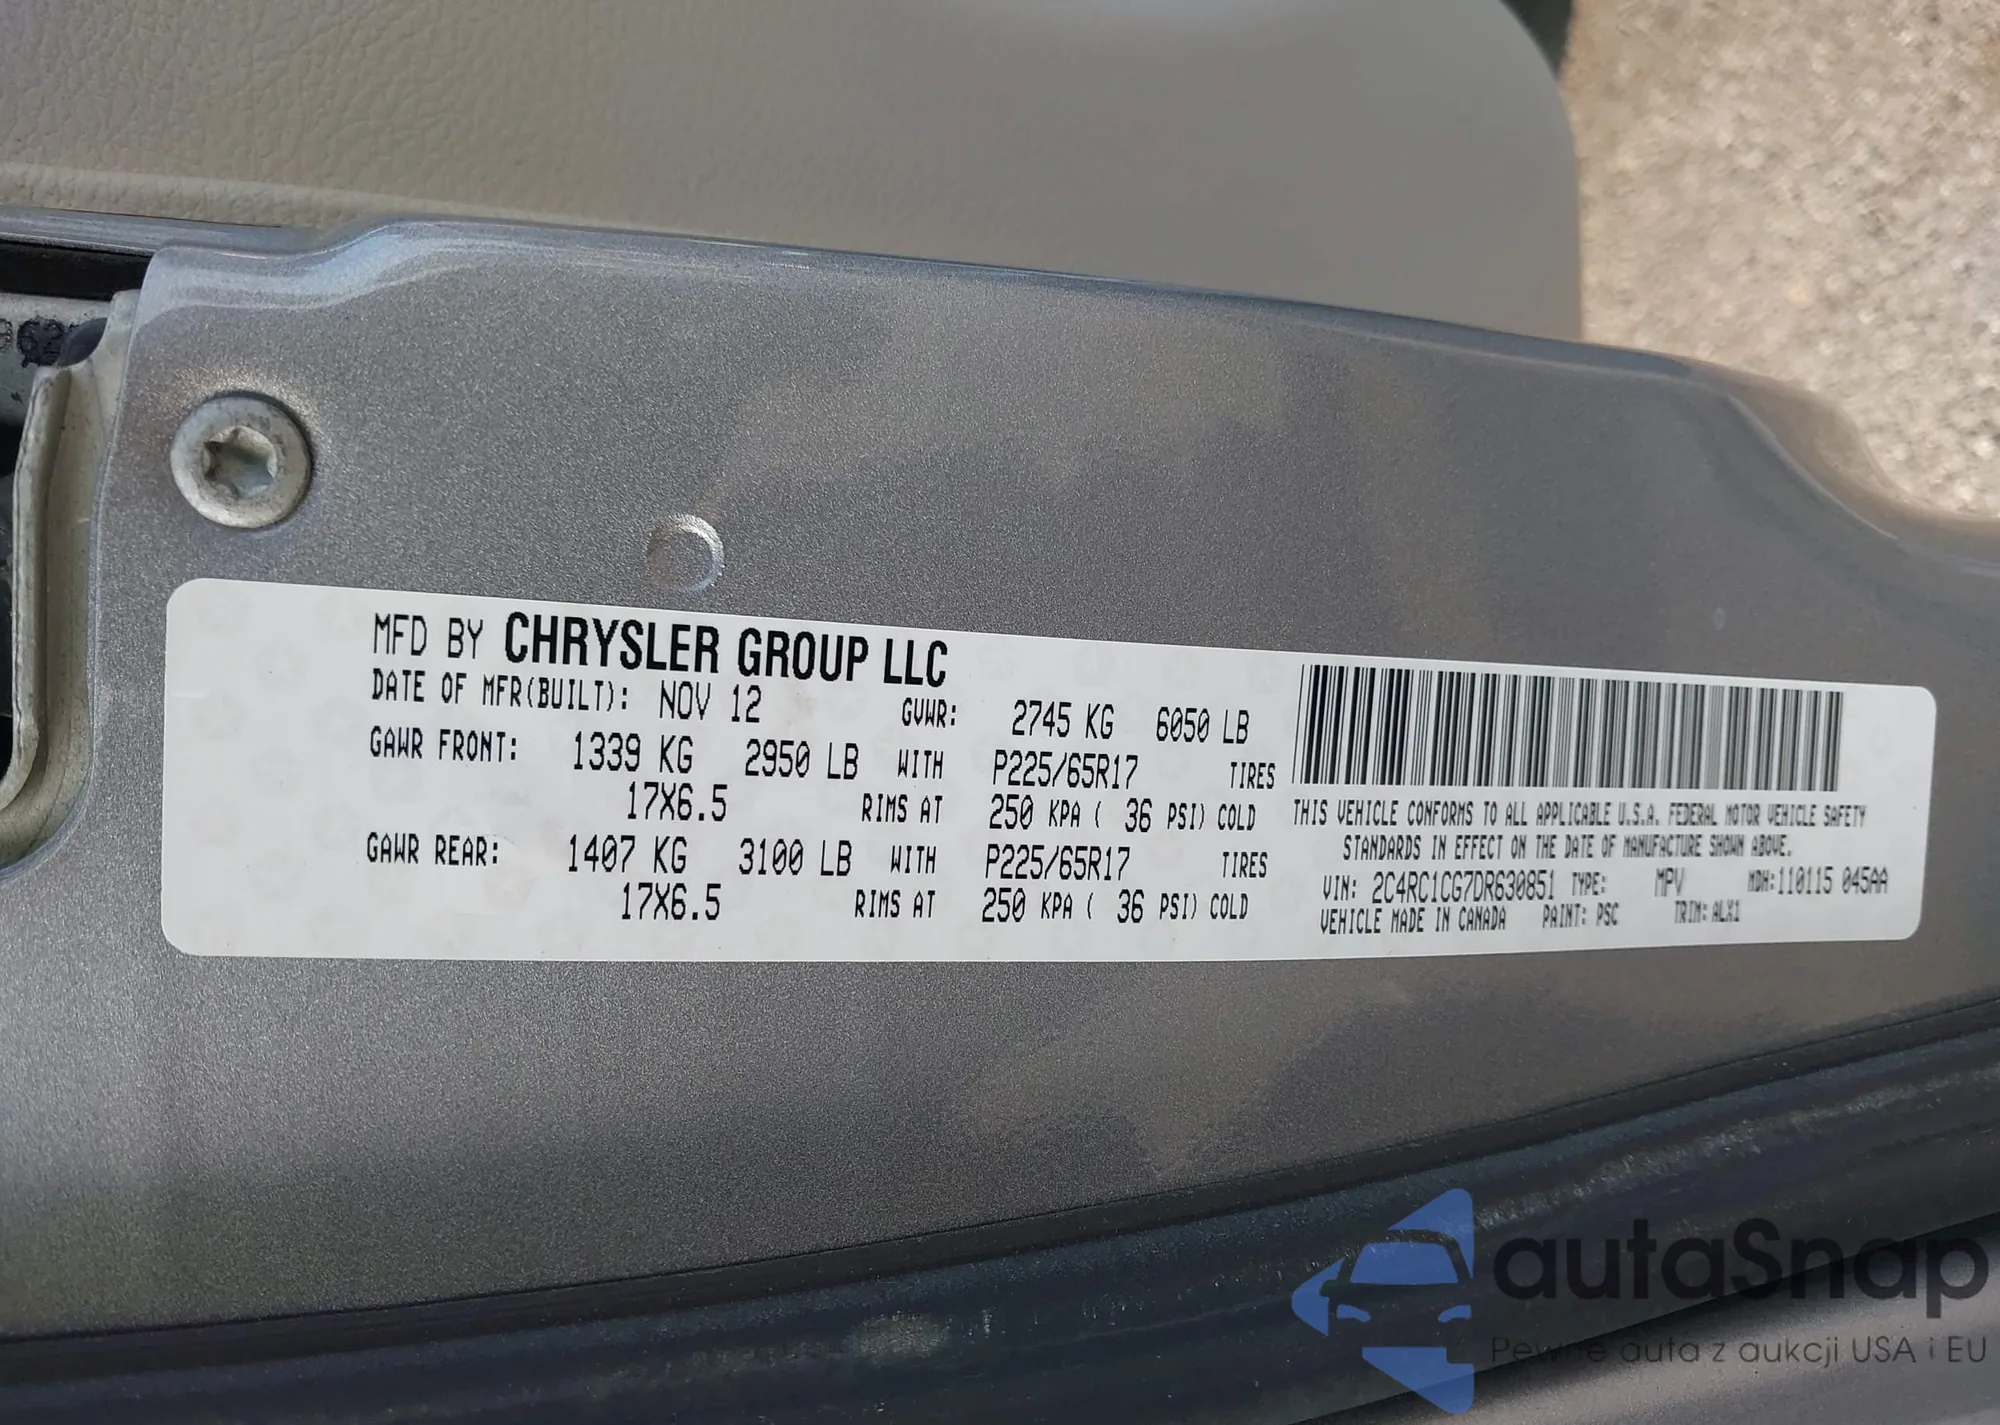 MFD BY CHRYSLER GROUP LLC
DATE OF MFR(BUILT): NOV 12 GVWR: 2745 KG 6050 LB
GAWR FRONT: 1339 KG 2950 LB WITH P225/65R17 TIRES
17X6.5 RIMS AT 250 KPA ( 36 PSI) COLD
GAWR REAR: 1407 KG 3100 LB WITH P225/65R17 TIRES
17X6.5 RIMS AT 250 KPA ( 36 PSI) COLD
THIS VEHICLE CONFORMS TO ALL APPLICABLE U.S.A. FEDERAL MOTOR VEHICLE SAFETY
STANDARDS IN EFFECT ON THE DATE OF MANUFACTURE SHOWN ABOVE.
VIN: 2C4RC1CG7DR630851 TYPE: MPV MDH:110115 045AA
VEHICLE MADE IN CANADA PAINT: PSC TRIM: ALX1
autaSnap
Pewne auta z aukcji USA i EU